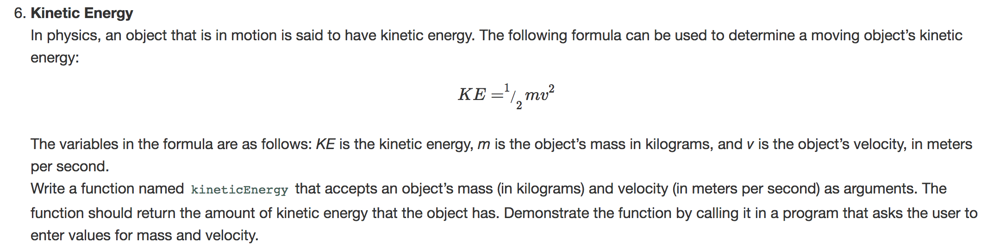 6. Kinetic Energy
In physics, an object that is in motion is said to have kinetic energy. The following formula can be used to determine a moving object’s kinetic
energy:
KE =¹/₂ mv²
The variables in the formula are as follows: KE is the kinetic energy, m is the object’s mass in kilograms, and v is the object’s velocity, in meters
per second.
Write a function named kineticEnergy that accepts an object’s mass (in kilograms) and velocity (in meters per second) as arguments. The
function should return the amount of kinetic energy that the object has. Demonstrate the function by calling it in a program that asks the user to
enter values for mass and velocity.